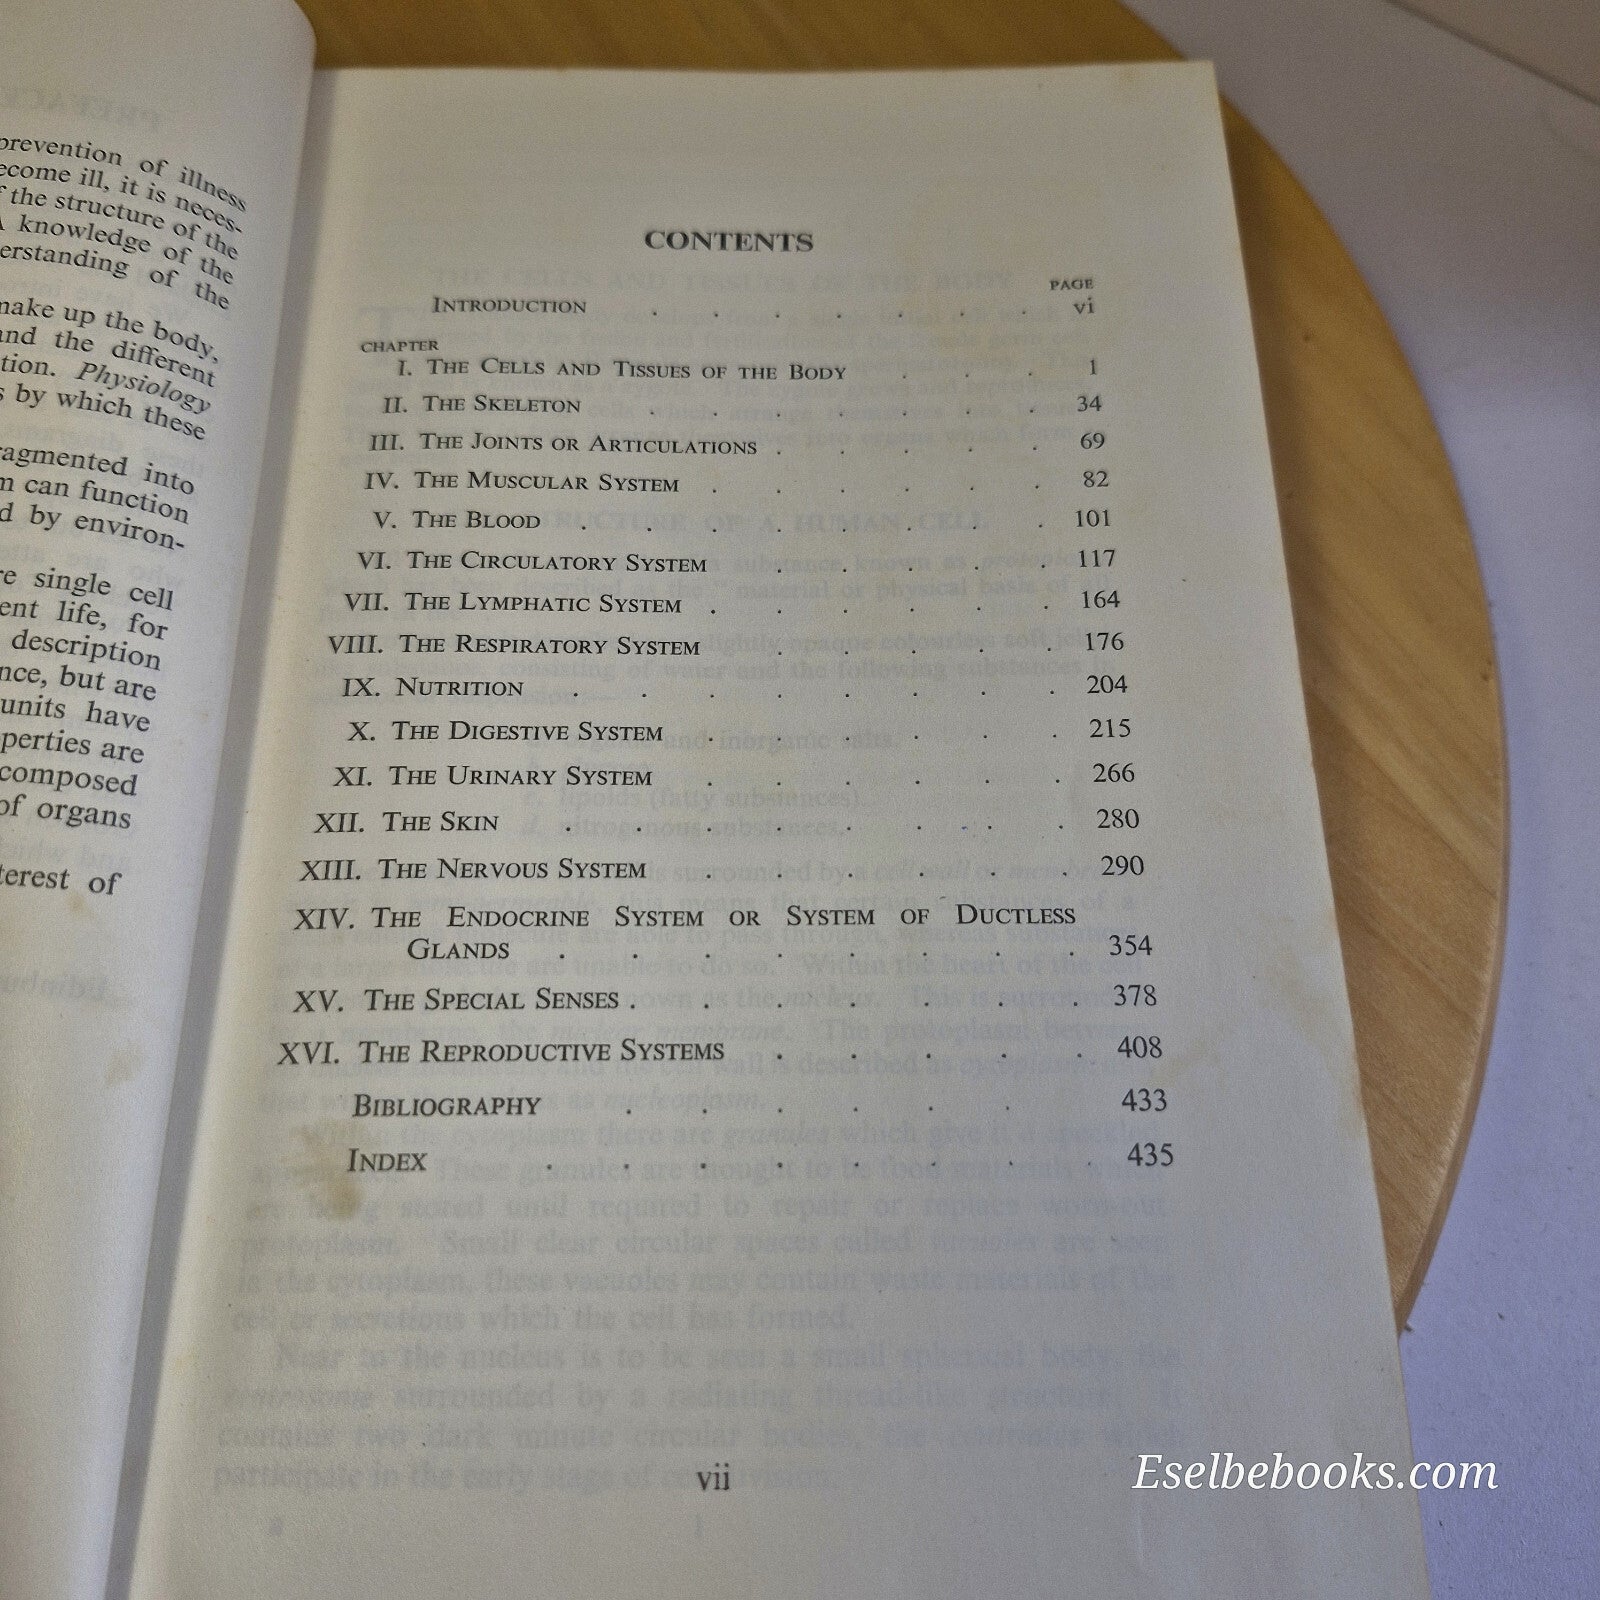 prevention of illness
ecome ill, it is neces-
the structure of the
knowledge of the
erstanding of the
make up the body,
and the different
tion. Physiology
s by which these
ragmented into
m can function
d by environ-
re single cell
ent life, for
description
nce, but are
units have
perties are
composed
of organs
terest of
CONTENTS
PAGE
INTRODUCTION . . . . . . . vi
CHAPTER
I. THE CELLS AND TISSUES OF THE BODY . . . 1
II. THE SKELETON . . . . . . . 34
III. THE JOINTS OR ARTICULATIONS . . . . . 69
IV. THE MUSCULAR SYSTEM . . . . . . 82
V. THE BLOOD . . . . . . . . 101
VI. THE CIRCULATORY SYSTEM . . . . . 117
VII. THE LYMPHATIC SYSTEM . . . . . . 164
VIII. THE RESPIRATORY SYSTEM . . . . . 176
IX. NUTRITION . . . . . . . . 204
X. THE DIGESTIVE SYSTEM . . . . . . 215
XI. THE URINARY SYSTEM . . . . . . 266
XII. THE SKIN . . . . . . . . 280
XIII. THE NERVOUS SYSTEM . . . . . . 290
XIV. THE ENDOCRINE SYSTEM OR SYSTEM OF DUCTLESS
GLANDS . . . . . . . . 354
XV. THE SPECIAL SENSES . . . . . . . 378
XVI. THE REPRODUCTIVE SYSTEMS . . . . . 408
BIBLIOGRAPHY . . . . . . 433
INDEX . . . . . . . . 435
vii
Eselbebooks.com